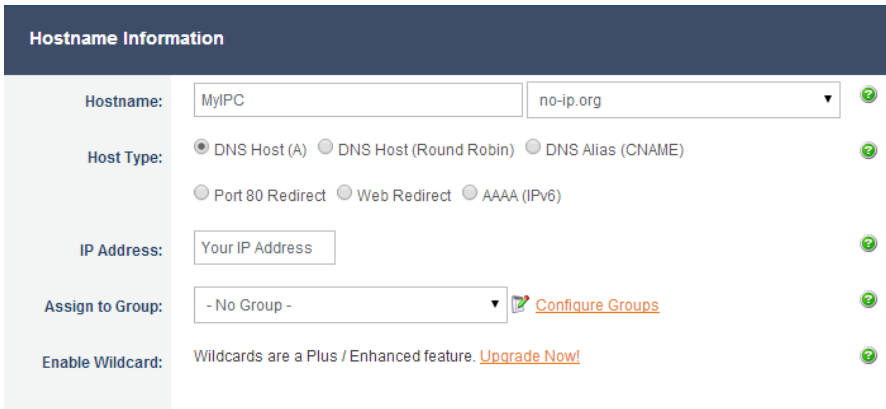 Hostname Information
Hostname: MyIPC no-ip.org
Host Type: DNS Host (A) DNS Host (Round Robin) DNS Alias (CNAME)
Port 80 Redirect Web Redirect AAAA (IPv6)
IP Address: Your IP Address
Assign to Group: - No Group - Configure Groups
Enable Wildcard: Wildcards are a Plus / Enhanced feature. Upgrade Now!